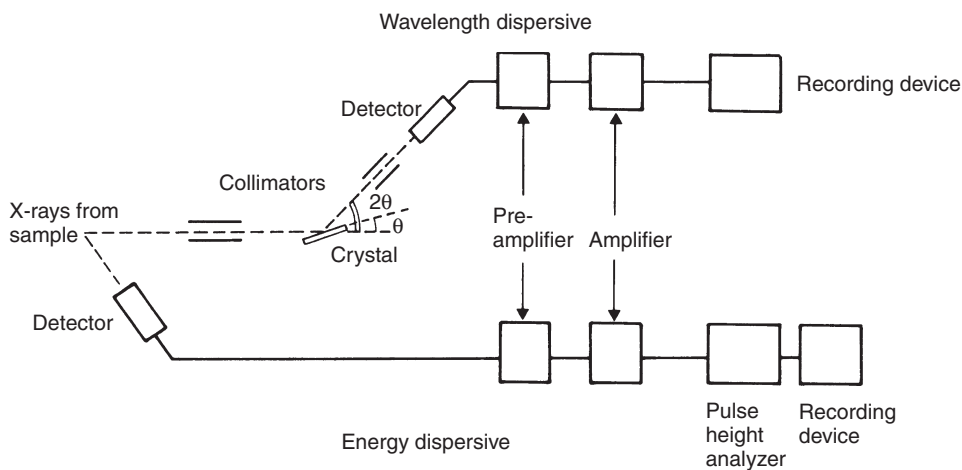 Wavelength dispersive
Recording device
Detector
Collimators
2θ
X-rays from
sample
θ
Pre-
amplifier
Amplifier
Crystal
Detector
Pulse
height
analyzer
Recording
device
Energy dispersive